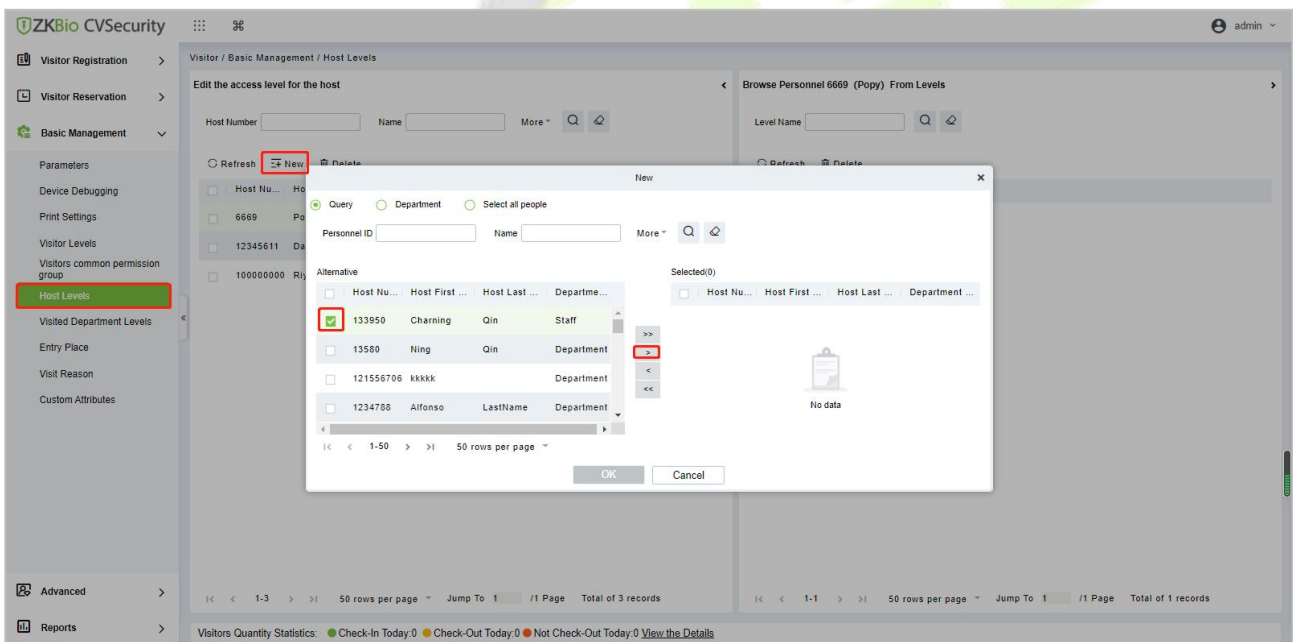 ZKBio CVSecurity
admin
Visitor Registration
Visitor Reservation
Basic Management
Parameters
Device Debugging
Print Settings
Visitor Levels
Visitors common permission
group
Host Levels
Visited Department Levels
Entry Place
Visit Reason
Custom Attributes
Advanced
Reports
Visitor / Basic Management / Host Levels
Edit the access level for the host
Host Number Name More
Refresh New Delete
Host Nu... Ho
6669 Po
12345611 Da
100000000 Riy
1-3 50 rows per page Jump To 1 /1 Page Total of 3 records
Browse Personnel 6669 (Popy) From Levels
Level Name
Refresh Delete
1-1 50 rows per page Jump To 1 /1 Page Total of 1 records
New
Query Department Select all people
Personnel ID Name More
Alternative
Host Nu... Host First ... Host Last ... Departme...
133950 Charning Qin Staff
13580 Ning Qin Department
121556706 kkkkk Department
1234788 Alfonso LastName Department
1-50 50 rows per page
>>
>
<
<<
Selected(0)
Host Nu... Host First ... Host Last ... Department ...
No data
OK Cancel
Visitors Quantity Statistics: Check-In Today:0 Check-Out Today:0 Not Check-Out Today:0 View the Details